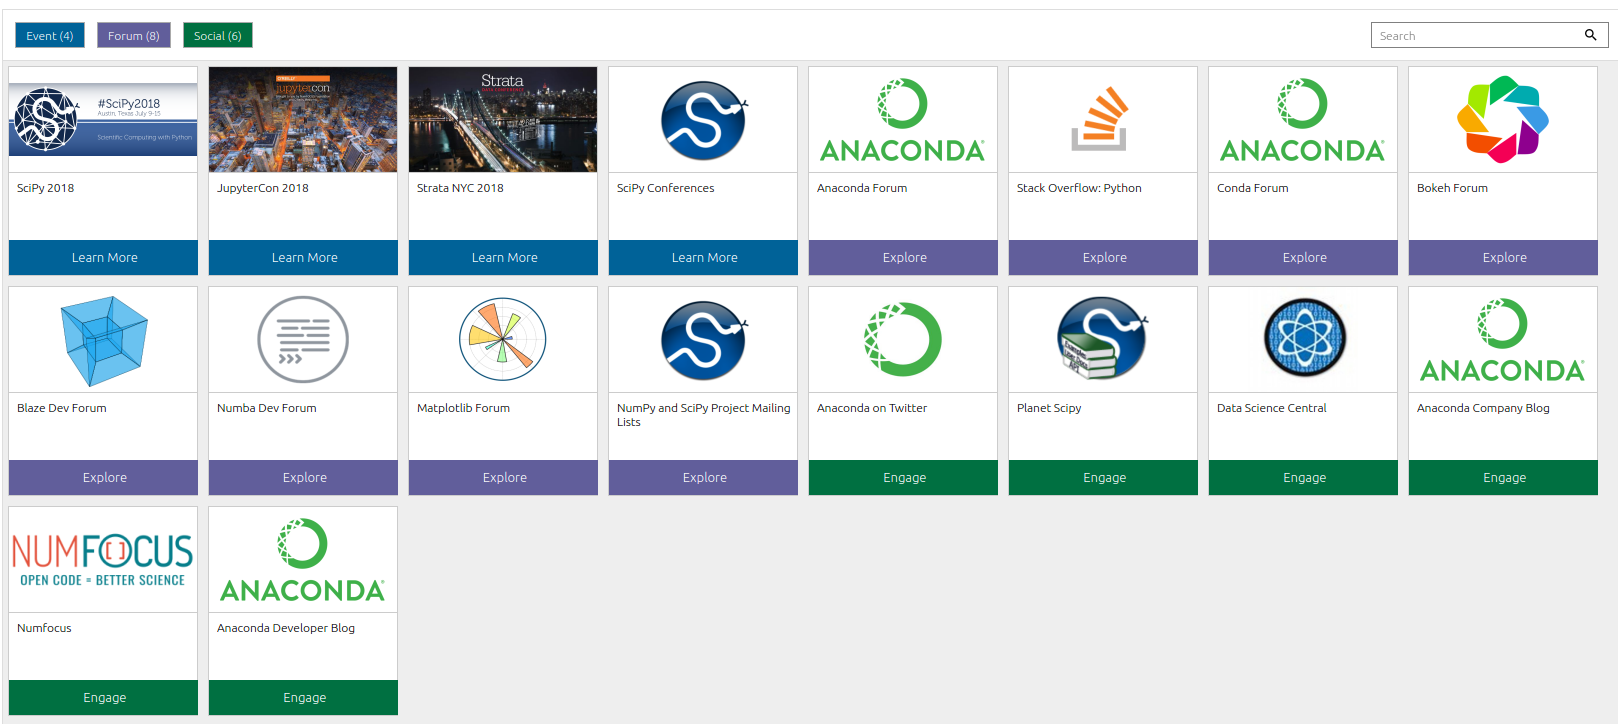 Event (4)
Forum (8)
Social (6)
Search
#SciPy2018
Austin, Texas July 9-15
Scientific Computing with Python
SciPy 2018
Learn More
O'REILLY
jupytercon
JupyterCon 2018
Learn More
Strata
DATA CONFERENCE
Strata NYC 2018
Learn More
SciPy Conferences
Learn More
ANACONDA
Anaconda Forum
Explore
Stack Overflow: Python
Explore
ANACONDA
Conda Forum
Explore
Bokeh Forum
Explore
Blaze Dev Forum
Explore
Numba Dev Forum
Explore
Matplotlib Forum
Explore
NumPy and SciPy Project Mailing
Lists
Explore
Anaconda on Twitter
Engage
Planet Scipy
Engage
Data Science Central
Engage
ANACONDA
Anaconda Company Blog
Engage
NUMFOCUS
OPEN CODE = BETTER SCIENCE
Numfocus
Engage
ANACONDA
Anaconda Developer Blog
Engage